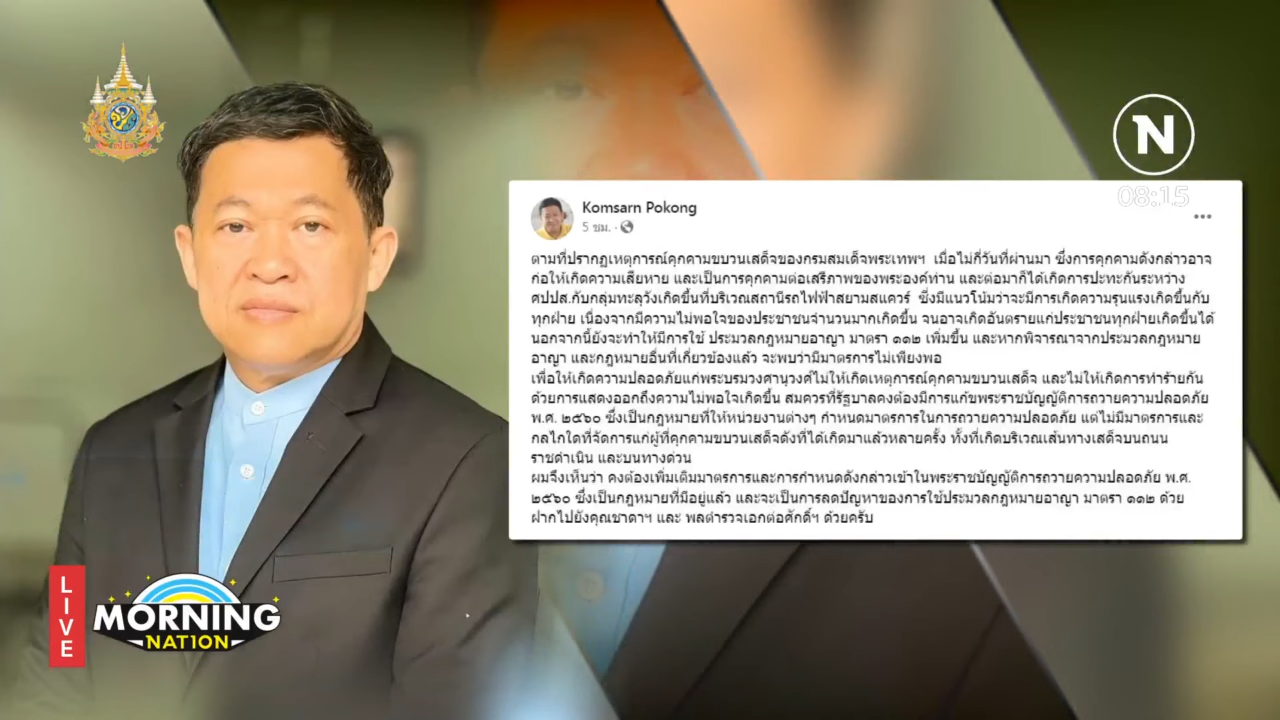 N
08:15
Komsarn Pokong
5 ชม.
ตามที่ปรากฏเหตุการณ์คุกคามขบวนเสด็จของกรมสมเด็จพระเทพฯ เมื่อไม่กี่วันที่ผ่านมา ซึ่งการคุกคามดังกล่าวอาจ
ก่อให้เกิดความเสียหาย และเป็นการคุกคามต่อเสรีภาพของพระองค์ท่าน และต่อมาก็ได้เกิดการปะทะกันระหว่าง
ศปปส.กับกลุ่มทะลุวังเกิดขึ้นที่บริเวณสถานีรถไฟฟ้าสยามสแควร์ ซึ่งมีแนวโน้มว่าจะมีการเกิดความรุนแรงเกิดขึ้นกับ
ทุกฝ่าย เนื่องจากมีความไม่พอใจของประชาชนจำนวนมากเกิดขึ้น จนอาจเกิดอันตรายแก่ประชาชนทุกฝ่ายเกิดขึ้นได้
นอกจากนี้ยังจะทำให้มีการใช้ ประมวลกฎหมายอาญา มาตรา ๑๑๒ เพิ่มขึ้น และหากพิจารณาจากประมวลกฎหมาย
อาญา และกฎหมายอื่นที่เกี่ยวข้องแล้ว จะพบว่ามีมาตรการไม่เพียงพอ
เพื่อให้เกิดความปลอดภัยแก่พระบรมวงศานุวงศ์ไม่ให้เกิดเหตุการณ์คุกคามขบวนเสด็จ และไม่ให้เกิดการทำร้ายกัน
ด้วยการแสดงออกถึงความไม่พอใจเกิดขึ้น สมควรที่รัฐบาลคงต้องมีการแก้ขพระราชบัญญัติการถวายความปลอดภัย
พ.ศ. ๒๕๖๐ ซึ่งเป็นกฎหมายที่ให้หน่วยงานต่างๆ กำหนดมาตรการในการถวายความปลอดภัย แต่ไม่มีมาตรการและ
กลไกใดที่จัดการแก่ผู้ที่คุกคามขบวนเสด็จดังที่ได้เกิดมาแล้วหลายครั้ง ทั้งที่เกิดบริเวณเส้นทางเสด็จบนถนน
ราชดำเนิน และบนทางด่วน
ผมจึงเห็นว่า คงต้องเพิ่มเติมมาตรการและการกำหนดดังกล่าวเข้าในพระราชบัญญัติการถวายความปลอดภัย พ.ศ.
๒๕๖๐ ซึ่งเป็นกฎหมายที่มีอยู่แล้ว และจะเป็นการลดปัญหาของการใช้ประมวลกฎหมายอาญา มาตรา ๑๑๒ ด้วย
ฝากไปยังคุณชาดาฯ และ พลตำรวจเอกต่อศักดิ์ฯ ด้วยครับ
LIVE
MORNING
NATION